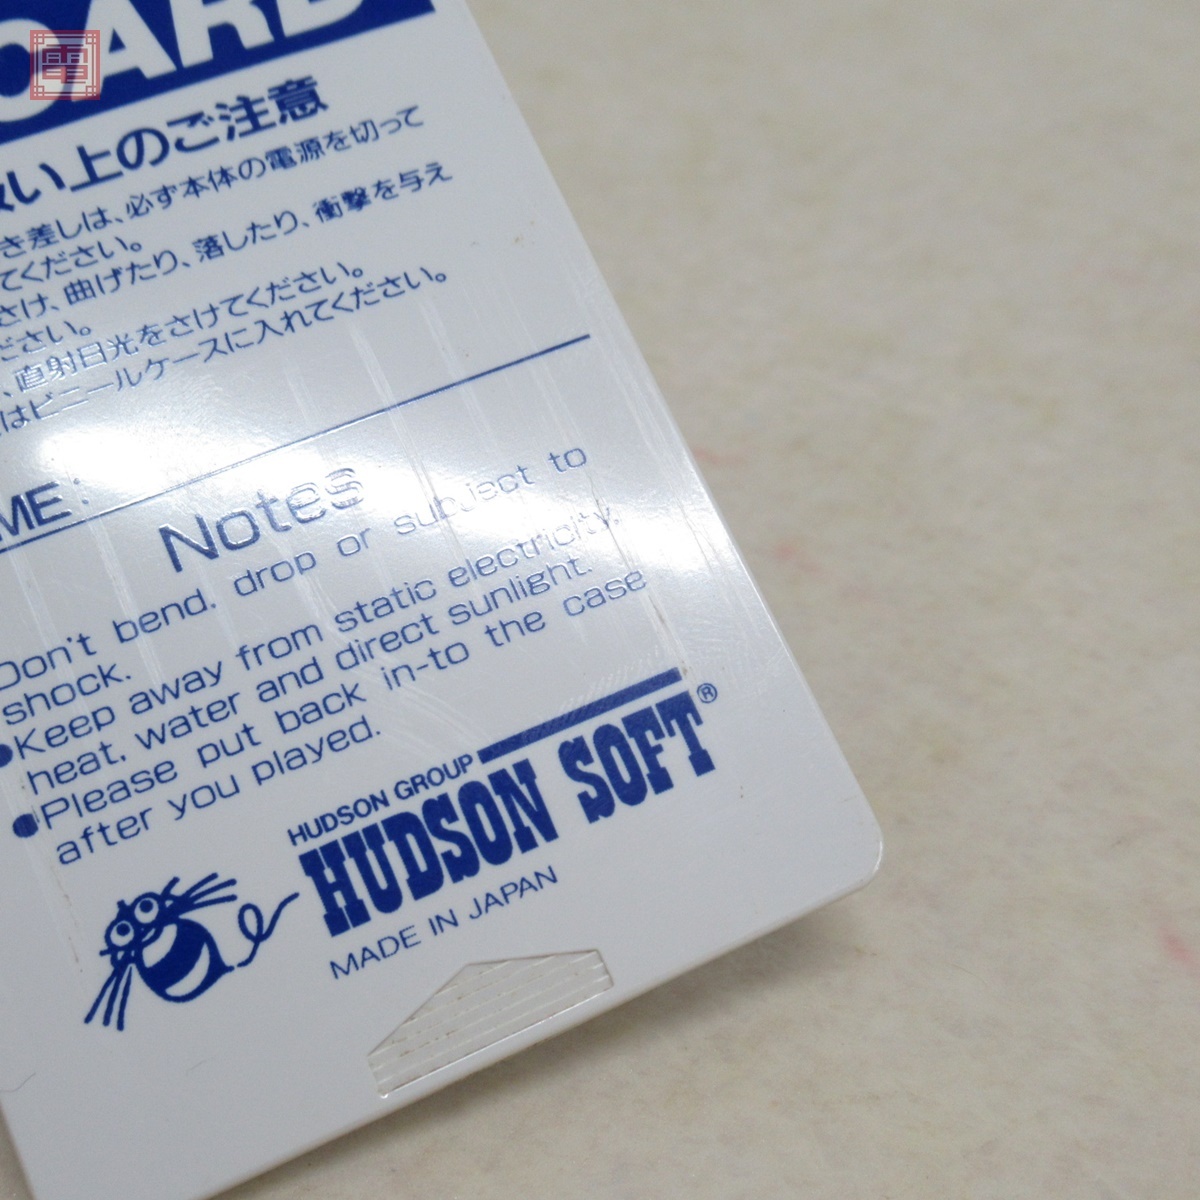 CARD
電
扱い上のご注意
き差しは、必ず本体の電源を切って
てください。
さけ、曲げたり、落したり、衝撃を与え
ださい。
、直射日光をさけてください。
はビニールケースに入れてください。
ME:
Notes
Don't bend. drop or subject to
shock.
●Keep away from static electricity,
heat. water and direct sunlight.
●Please put back in-to the case
after you played.
HUDSON GROUP
HUDSON SOFT®
MADE IN JAPAN